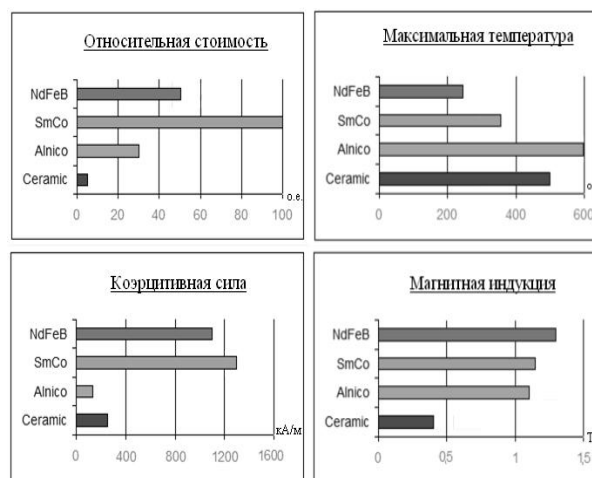 Относительная стоимость
NdFeB
SmCo
Alnico
Ceramic
0 20 40 60 80 100
о.е.
Максимальная температура
NdFeB
SmCo
Alnico
Ceramic
0 200 400 600
Коэрцитивная сила
NdFeB
SmCo
Alnico
Ceramic
кА/м
0 400 800 1200 1600
Магнитная индукция
NdFeB
SmCo
Alnico
Ceramic
Т
0 0,5 1 1,5